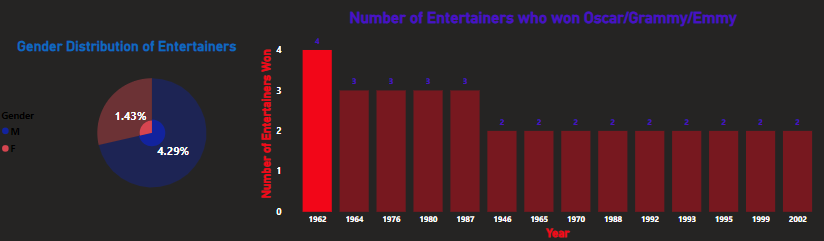 Number of Entertainers who won Oscar/Grammy/Emmy
Gender Distribution of Entertainers
Gender
M
F
1.43%
4.29%
Number of Entertainers Won
4
3
2
1
0
4 3 3 3 3 2 2 2 2 2 2 2 2 2
1962 1964 1976 1980 1987 1946 1965 1970 1988 1992 1993 1995 1999 2002
Year